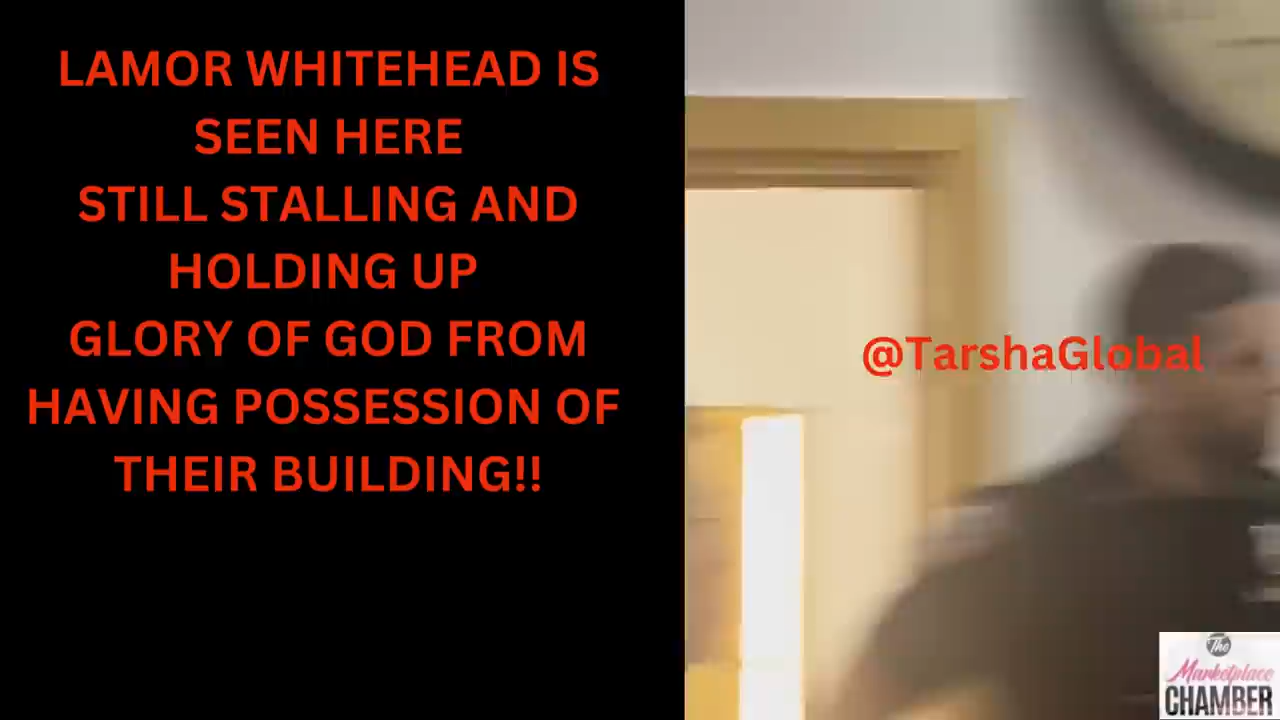 LAMOR WHITEHEAD IS
SEEN HERE
STILL STALLING AND
HOLDING UP
GLORY OF GOD FROM
HAVING POSSESSION OF
THEIR BUILDING!!
@TarshaGlobal
The
Marketplace
CHAMBER